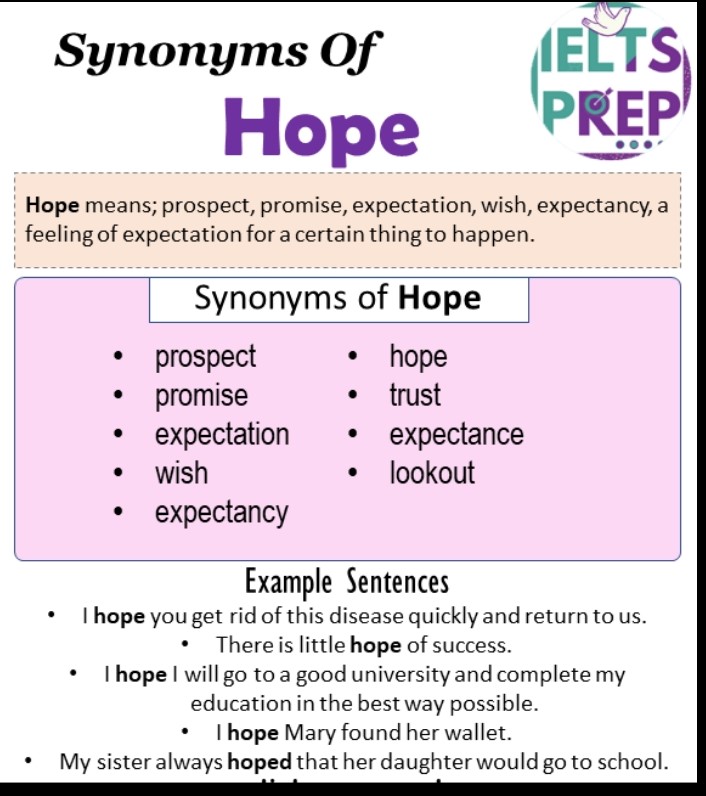 Synonyms Of
Hope
IELTS
PREP
Hope means; prospect, promise, expectation, wish, expectancy, a
feeling of expectation for a certain thing to happen.
Synonyms of Hope
• prospect
• promise
• expectation
• wish
• expectancy
• hope
• trust
• expectance
• lookout
Example Sentences
• I hope you get rid of this disease quickly and return to us.
• There is little hope of success.
• I hope I will go to a good university and complete my
education in the best way possible.
• I hope Mary found her wallet.
• My sister always hoped that her daughter would go to school.